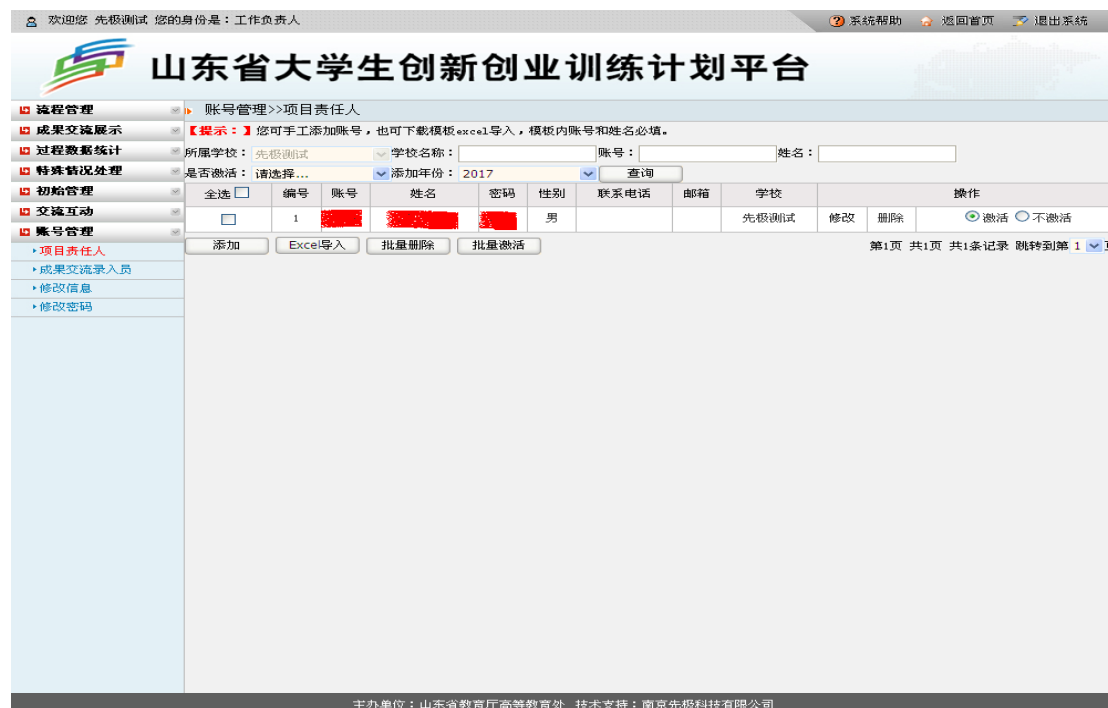 欢迎您 先极测试 您的身份是：工作负责人 系统帮助 返回首页 退出系统
山东省大学生创新创业训练计划平台
流程管理
成果交流展示
过程数据统计
特殊情况处理
初始管理
交流互动
账号管理
项目责任人
成果交流录入员
修改信息
修改密码
账号管理>>项目责任人
【提示：】您可手工添加账号，也可下载模板excel导入，模板内账号和姓名必填。
所属学校：先极测试 学校名称： 账号： 姓名：
是否激活：请选择... 添加年份：2017 查询
全选 编号 账号 姓名 密码 性别 联系电话 邮箱 学校 操作
1 男 先极测试 修改 删除 激活 不激活
添加 Excel导入 批量删除 批量激活 第1页 共1页 共1条记录 跳转到第 1
主办单位：山东省教育厅高等教育处 技术支持：南京先极科技有限公司